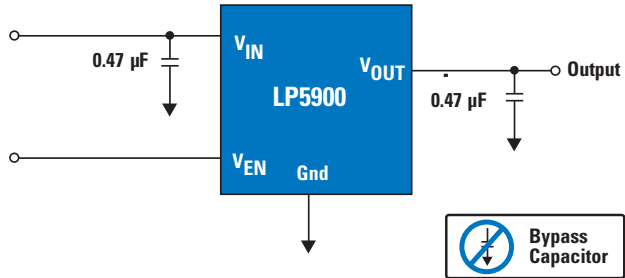 VIN
0.47 µF
VOUT
Output
LP5900
0.47 µF
VEN
Gnd
Bypass
Capacitor